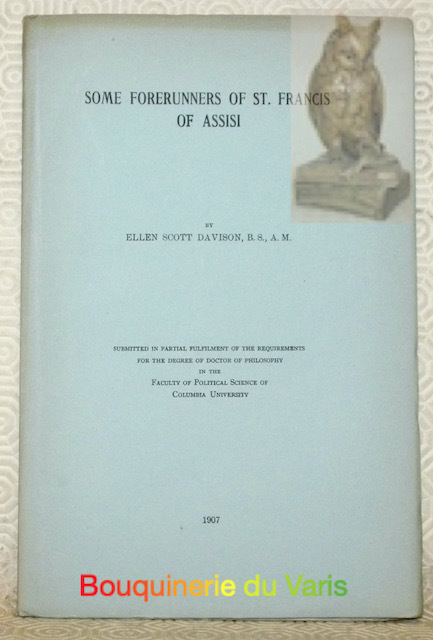 SOME FORERUNNERS OF ST. FRANCIS
OF ASSISI
BY
ELLEN SCOTT DAVISON, B. S., A. M.
SUBMITTED IN PARTIAL FULFILMENT OF THE REQUIREMENTS
FOR THE DEGREE OF DOCTOR OF PHILOSOPHY
IN THE
FACULTY OF POLITICAL SCIENCE OF
COLUMBIA UNIVERSITY
1907
Bouquinerie du Varis